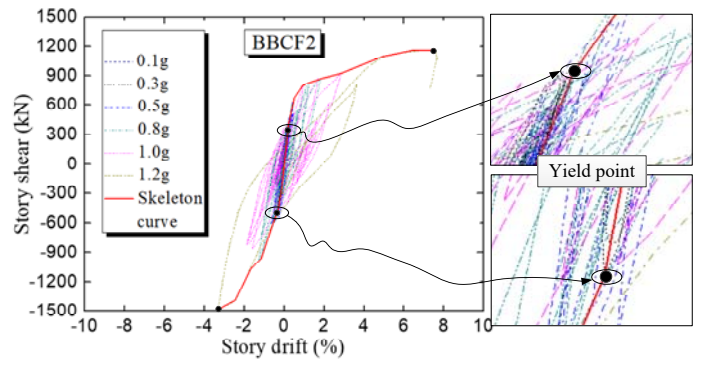 BBCF2
1500
1200
900
600
300
0
-300
-600
-900
-1200
-1500
Story shear (kN)
0.1g
0.3g
0.5g
0.8g
1.0g
1.2g
Skeleton
curve
Yield point
-10 -8 -6 -4 -2 0 2 4 6 8 10
Story drift (%)